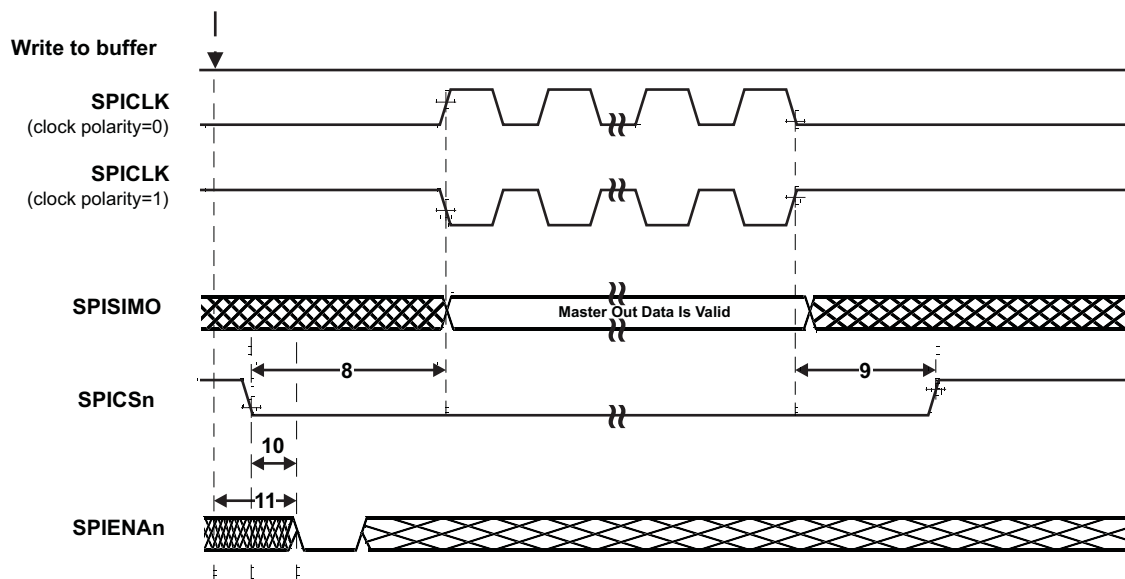 Write to buffer
SPICLK
(clock polarity=0)
SPICLK
(clock polarity=1)
SPISIMO
Master Out Data Is Valid
8
9
SPICSn
10
11
SPIENAn